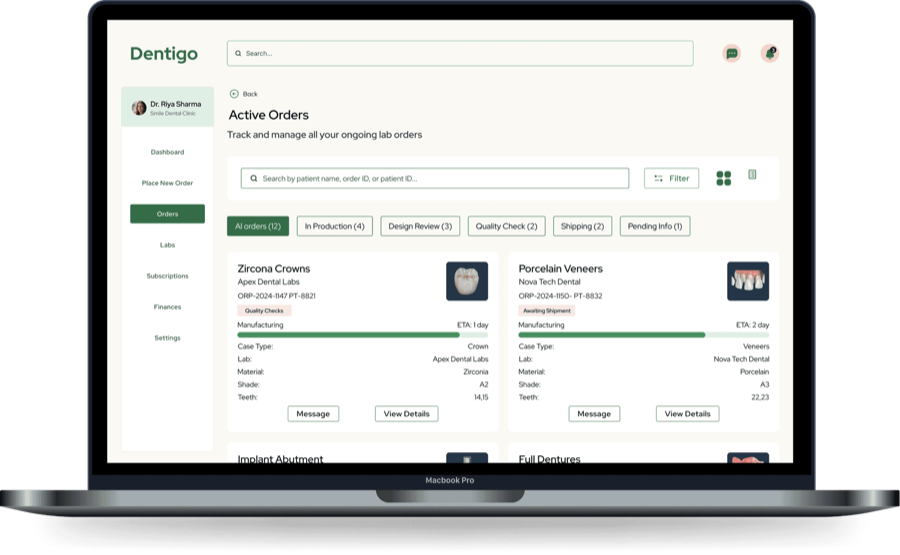 Dentigo
Search...
3
Dr. Riya Sharma
Smile Dental Clinic
Dashboard
Place New Order
Orders
Labs
Subscriptions
Finances
Settings
Back
Active Orders
Track and manage all your ongoing lab orders
Search by patient name, order ID, or patient ID...
Filter
Al orders (12)
In Production (4)
Design Review (3)
Quality Check (2)
Shipping (2)
Pending Info (1)
Zircona Crowns
Apex Dental Labs
ORP-2024-1147 PT-8821
Quality Checks
Manufacturing ETA: 1 day
Case Type: Crown
Lab: Apex Dental Labs
Material: Zirconia
Shade: A2
Teeth: 14,15
Message View Details
Porcelain Veneers
Nova Tech Dental
ORP-2024-1150- PT-8832
Awaiting Shipment
Manufacturing ETA: 2 day
Case Type: Veneers
Lab: Nova Tech Dental
Material: Porcelain
Shade: A3
Teeth: 22,23
Message View Details
Implant Abutment
Full Dentures
Macbook Pro